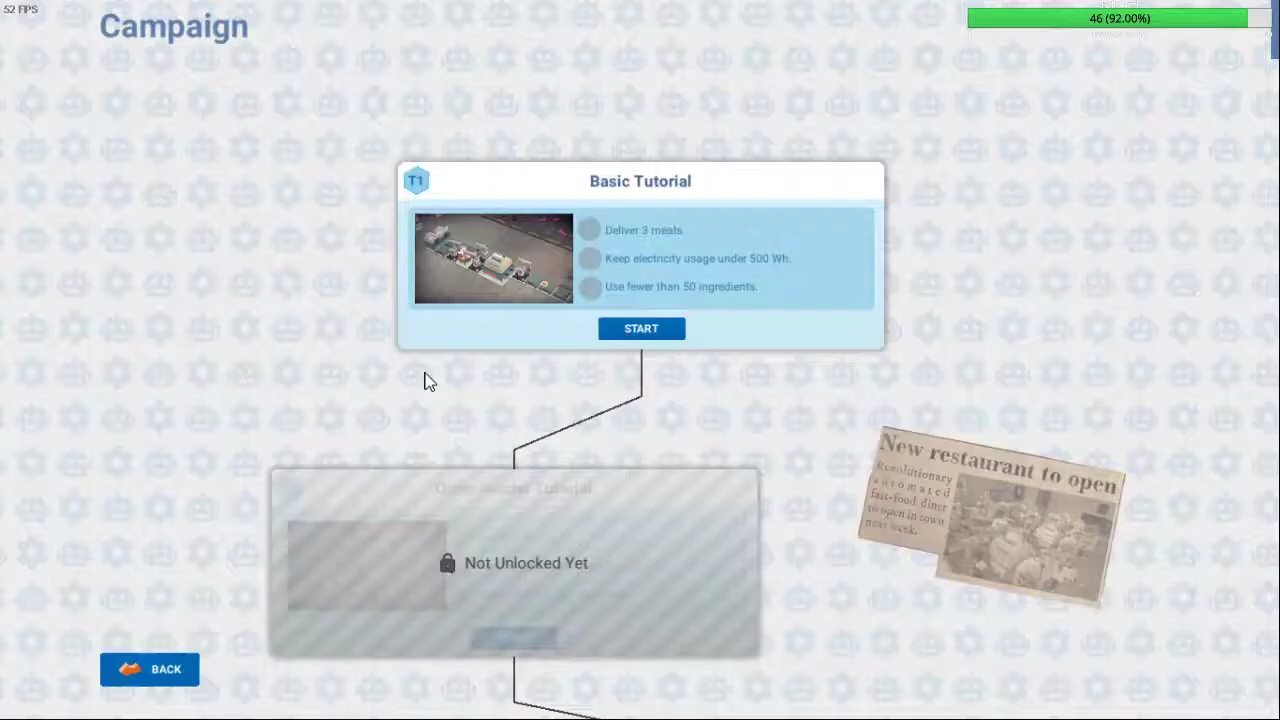 52 FPS
Campaign
46 (92.00%)
T1
Basic Tutorial
Deliver 3 meals
Keep electricity usage under 500 Wh.
Use fewer than 50 ingredients.
START
New restaurant to open
Revolutionary
automated
fast-food diner
to open in town
next week.
Tutorial
Not Unlocked Yet
BACK